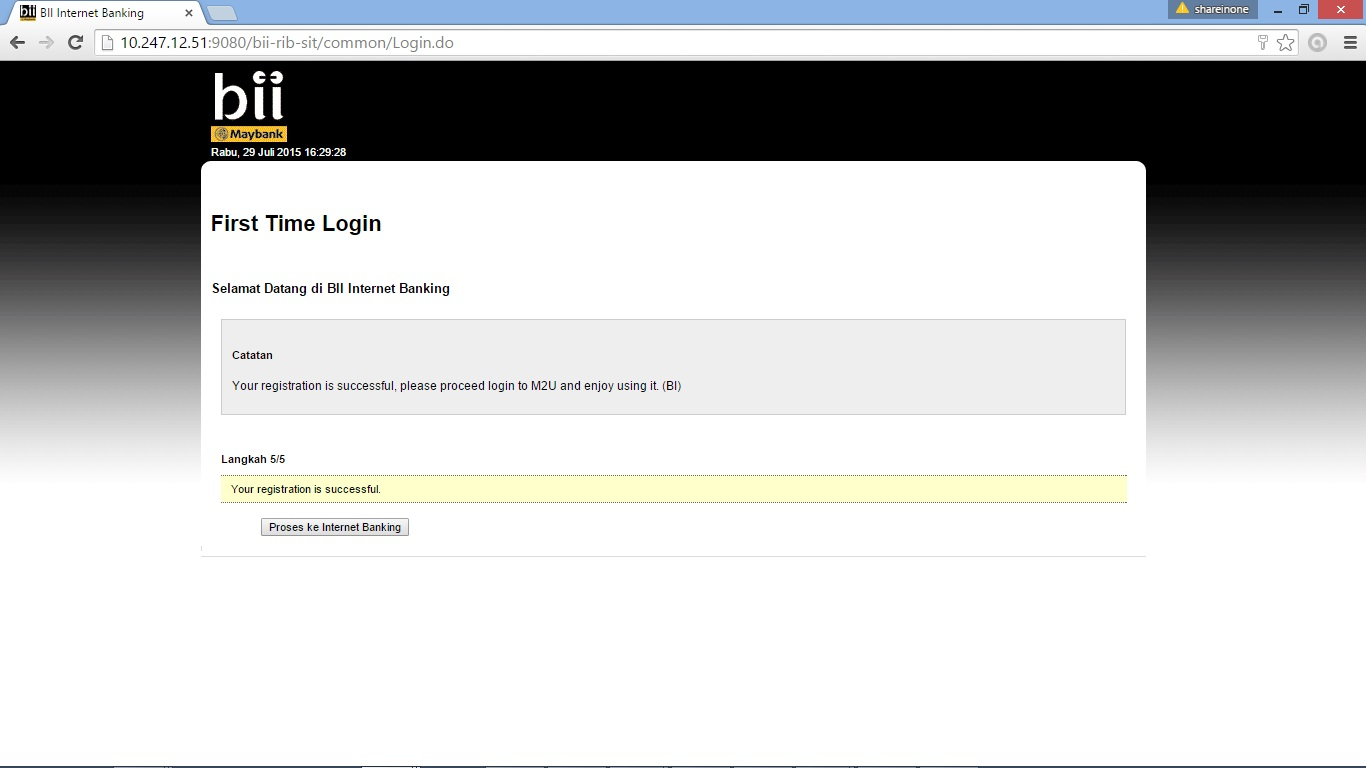 BII Internet Banking
shareinone
10.247.12.51:9080/bii-rib-sit/common/Login.do
bii
Maybank
Rabu, 29 Juli 2015 16:29:28
First Time Login
Selamat Datang di BII Internet Banking
Catatan
Your registration is successful, please proceed login to M2U and enjoy using it. (BI)
Langkah 5/5
Your registration is successful.
Proses ke Internet Banking